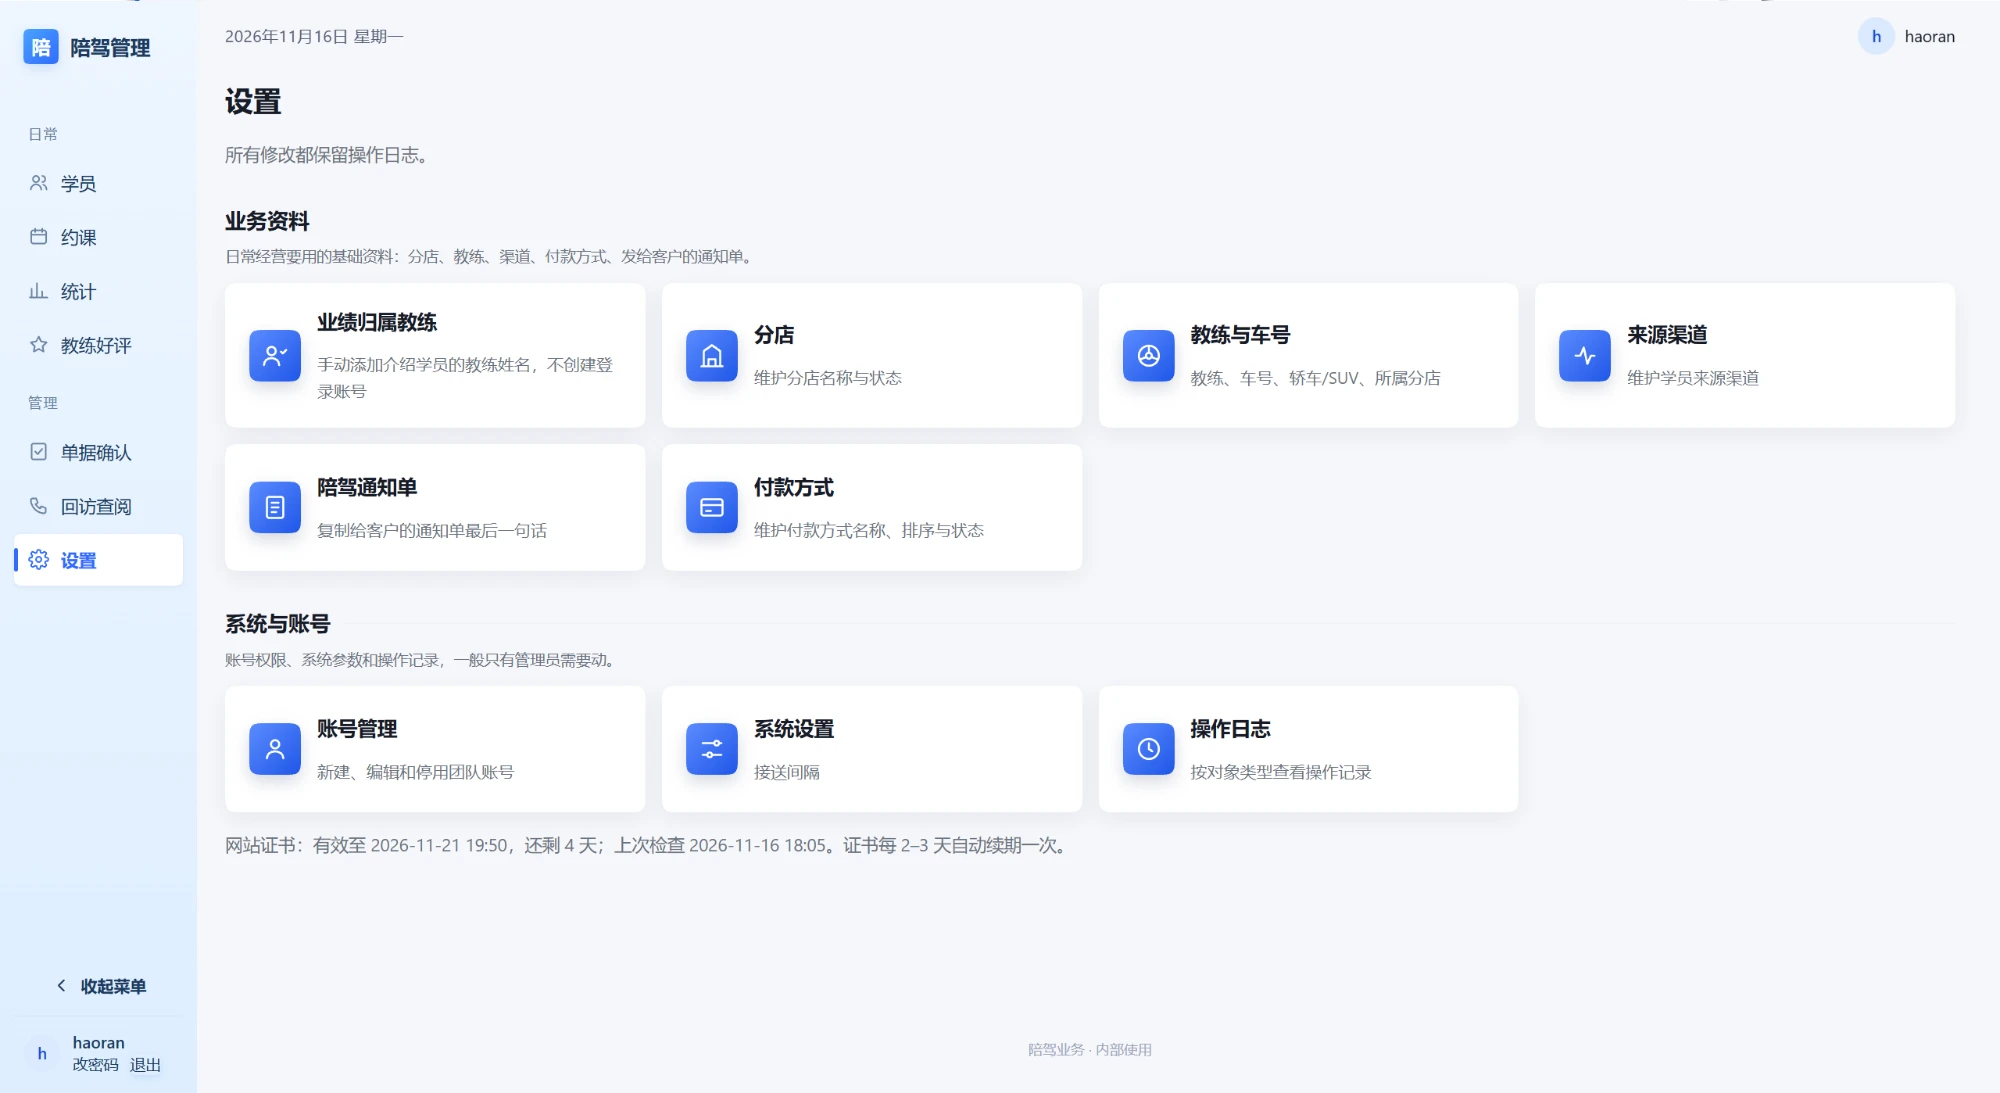 陪 陪驾管理
日常
学员
约课
统计
教练好评
管理
单据确认
回访查阅
设置
收起菜单
h haoran
改密码 退出
2026年11月16日 星期一
h haoran
设置
所有修改都保留操作日志。
业务资料
日常经营要用的基础资料：分店、教练、渠道、付款方式、发给客户的通知单。
业绩归属教练
手动添加介绍学员的教练姓名，不创建登
录账号
分店
维护分店名称与状态
教练与车号
教练、车号、轿车/SUV、所属分店
来源渠道
维护学员来源渠道
陪驾通知单
复制给客户的通知单最后一句话
付款方式
维护付款方式名称、排序与状态
系统与账号
账号权限、系统参数和操作记录，一般只有管理员需要动。
账号管理
新建、编辑和停用团队账号
系统设置
接送间隔
操作日志
按对象类型查看操作记录
网站证书：有效至 2026-11-21 19:50，还剩 4 天；上次检查 2026-11-16 18:05。证书每 2–3 天自动续期一次。
陪驾业务 · 内部使用